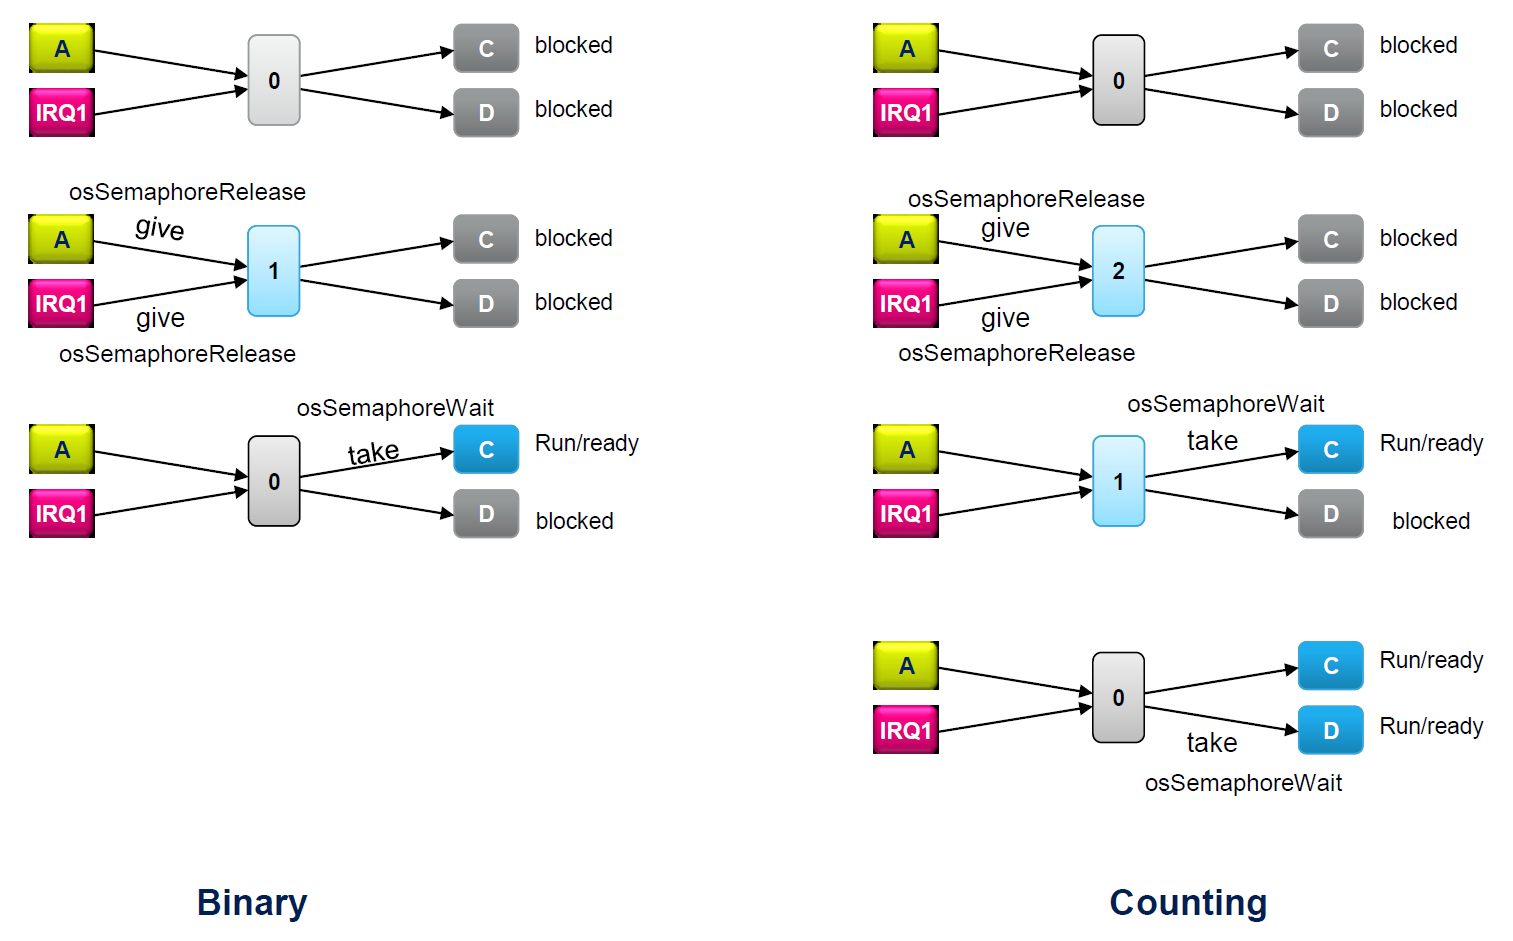 A
0
C
blocked
IRQ1
D
blocked
osSemaphoreRelease
A
give
1
C
blocked
IRQ1
give
D
blocked
osSemaphoreRelease
osSemaphoreWait
A
0
take
C
Run/ready
IRQ1
D
blocked
Binary
A
0
C
blocked
IRQ1
D
blocked
osSemaphoreRelease
A
give
2
C
blocked
IRQ1
give
D
blocked
osSemaphoreRelease
osSemaphoreWait
A
1
take
C
Run/ready
IRQ1
D
blocked
A
0
C
Run/ready
IRQ1
take
D
Run/ready
osSemaphoreWait
Counting